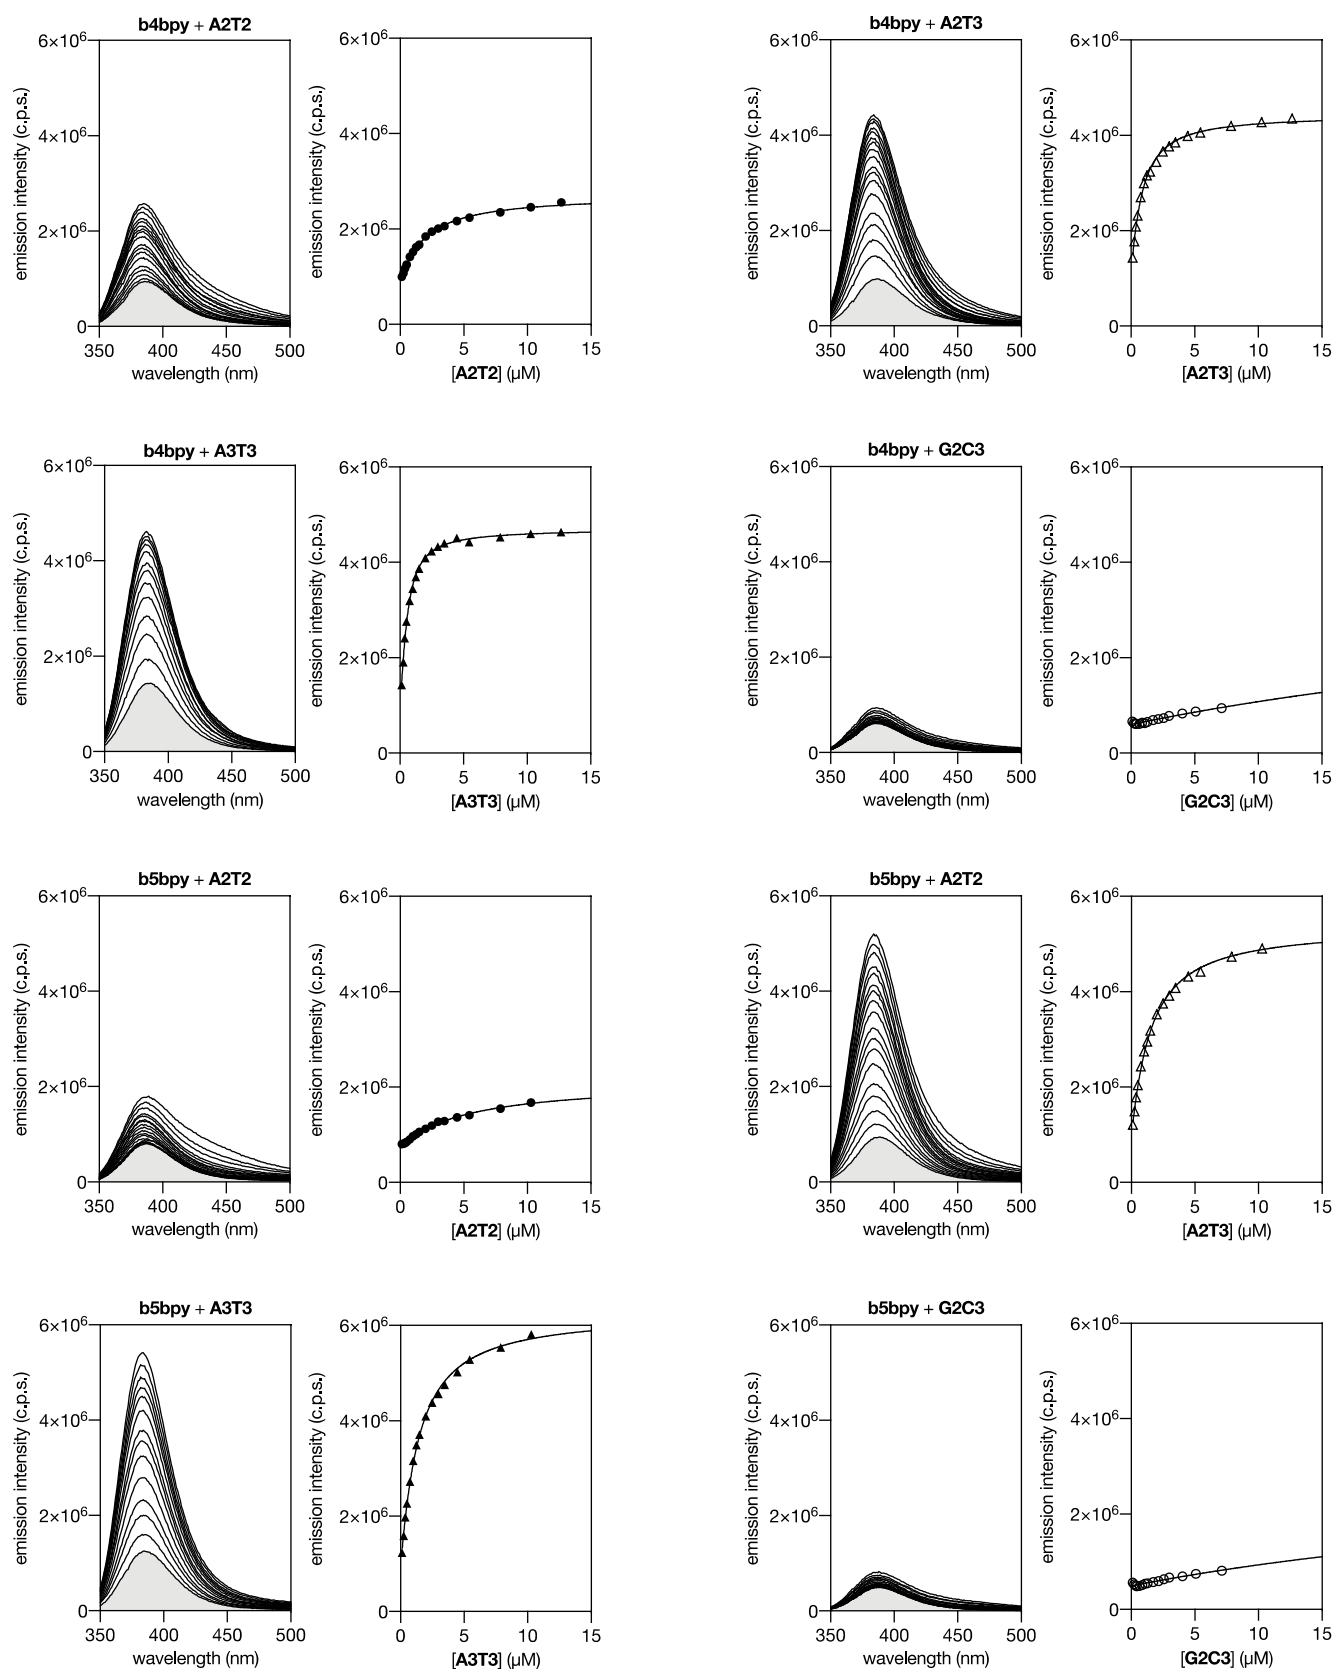 b4bpy + A2T2
6×10⁶
4×10⁶
2×10⁶
0
emission intensity (c.p.s.)
350 400 450 500
wavelength (nm)
6×10⁶
4×10⁶
2×10⁶
0
emission intensity (c.p.s.)
0 5 10 15
[A2T2] (µM)
b4bpy + A2T3
6×10⁶
4×10⁶
2×10⁶
0
emission intensity (c.p.s.)
350 400 450 500
wavelength (nm)
6×10⁶
4×10⁶
2×10⁶
0
emission intensity (c.p.s.)
0 5 10 15
[A2T3] (µM)
b4bpy + A3T3
6×10⁶
4×10⁶
2×10⁶
0
emission intensity (c.p.s.)
350 400 450 500
wavelength (nm)
6×10⁶
4×10⁶
2×10⁶
0
emission intensity (c.p.s.)
0 5 10 15
[A3T3] (µM)
b4bpy + G2C3
6×10⁶
4×10⁶
2×10⁶
0
emission intensity (c.p.s.)
350 400 450 500
wavelength (nm)
6×10⁶
4×10⁶
2×10⁶
0
emission intensity (c.p.s.)
0 5 10 15
[G2C3] (µM)
b5bpy + A2T2
6×10⁶
4×10⁶
2×10⁶
0
emission intensity (c.p.s.)
350 400 450 500
wavelength (nm)
6×10⁶
4×10⁶
2×10⁶
0
emission intensity (c.p.s.)
0 5 10 15
[A2T2] (µM)
b5bpy + A2T2
6×10⁶
4×10⁶
2×10⁶
0
emission intensity (c.p.s.)
350 400 450 500
wavelength (nm)
6×10⁶
4×10⁶
2×10⁶
0
emission intensity (c.p.s.)
0 5 10 15
[A2T3] (µM)
b5bpy + A3T3
6×10⁶
4×10⁶
2×10⁶
0
emission intensity (c.p.s.)
350 400 450 500
wavelength (nm)
6×10⁶
4×10⁶
2×10⁶
0
emission intensity (c.p.s.)
0 5 10 15
[A3T3] (µM)
b5bpy + G2C3
6×10⁶
4×10⁶
2×10⁶
0
emission intensity (c.p.s.)
350 400 450 500
wavelength (nm)
6×10⁶
4×10⁶
2×10⁶
0
emission intensity (c.p.s.)
0 5 10 15
[G2C3] (µM)